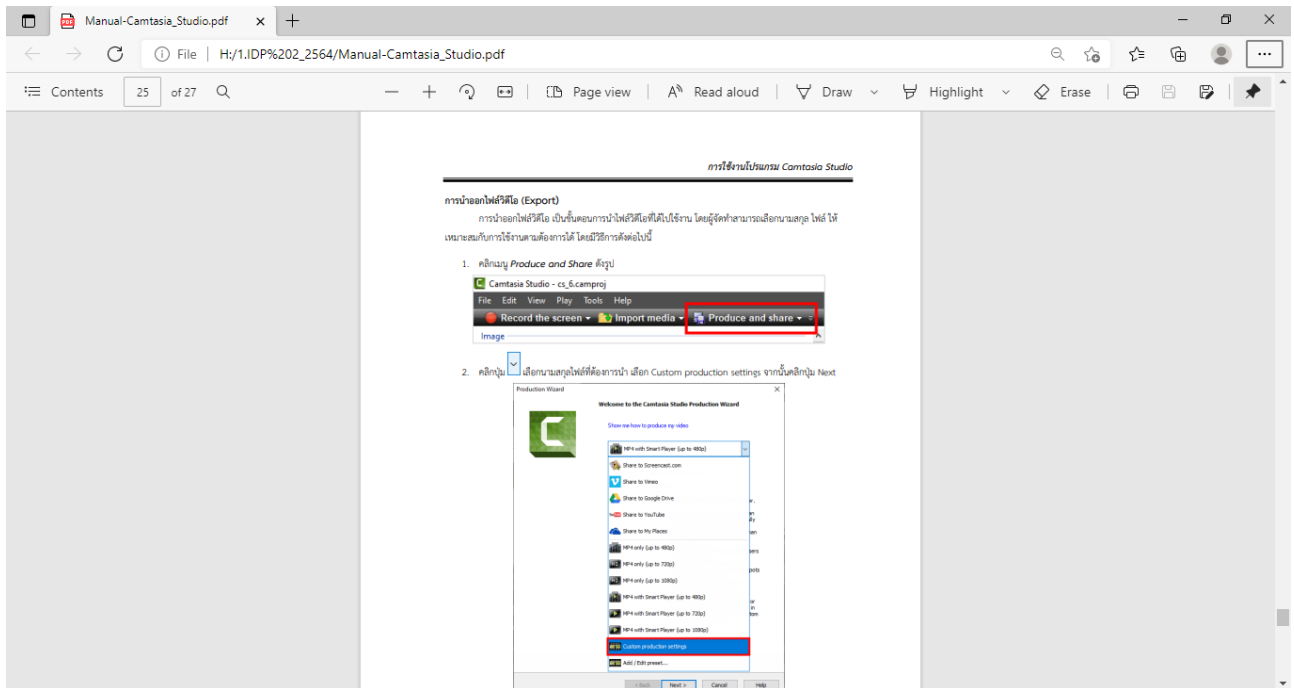 Manual-Camtasia_Studio.pdf
File H:/1.IDP%202_2564/Manual-Camtasia_Studio.pdf
Contents 25 of 27 Page view Read aloud Draw Highlight Erase
การใช้งานโปรแกรม Camtasia Studio
การนำออกไฟล์วิดีโอ (Export)
การนำออกไฟล์วิดีโอ เป็นขั้นตอนการนำไฟล์วิดีโอที่ได้ไปใช้งาน โดยผู้จัดทำสามารถเลือกนามสกุล ไฟล์ ให้
เหมาะสมกับการใช้งานตามต้องการได้ โดยมีวิธีการดังต่อไปนี้
1. คลิกเมนู Produce and Share ดังรูป
Camtasia Studio - cs_6.camproj
File Edit View Play Tools Help
Record the screen Import media Produce and share
Image
2. คลิกปุ่ม เลือกนามสกุลไฟล์ที่ต้องการนำ เลือก Custom production settings จากนั้นคลิกปุ่ม Next
Production Wizard
Welcome to the Camtasia Studio Production Wizard
Show me how to produce my video
MP4 with Smart Player (up to 480p)
Share to Screencast.com
Share to Vimeo
Share to Google Drive
Share to YouTube
Share to My Places
MP4 only (up to 480p)
MP4 only (up to 720p)
MP4 only (up to 1080p)
MP4 with Smart Player (up to 480p)
MP4 with Smart Player (up to 720p)
MP4 with Smart Player (up to 1080p)
Custom production settings
Add / Edit preset...
< Back Next > Cancel Help